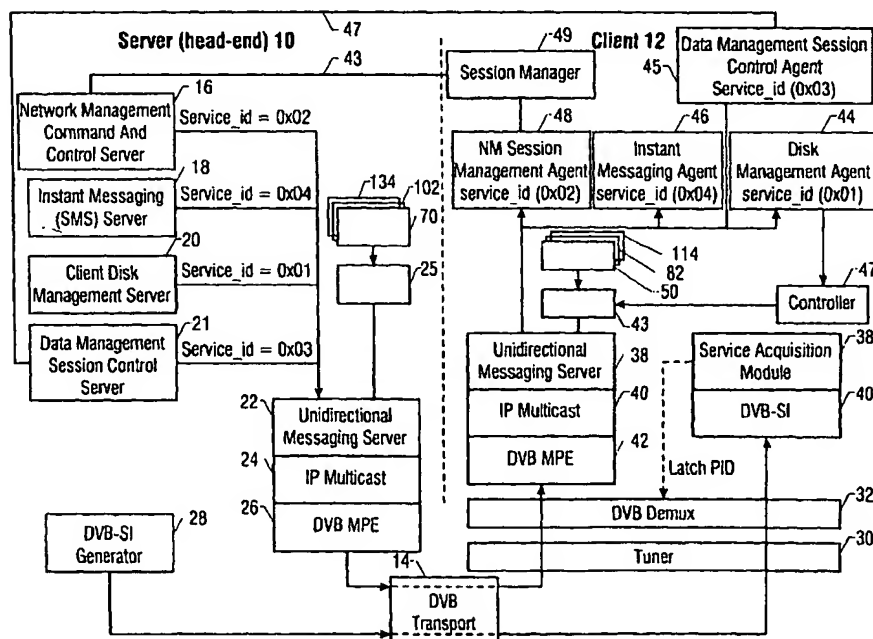 47
Server (head-end) 10
43
49
Client 12
Session Manager
45
Data Management Session
Control Agent
Service_id (0x03)
16
Network Management
Command And
Control Server
Service_id = 0x02
18
Instant Messaging
(SMS) Server
Service_id = 0x04
20
Client Disk
Management Server
Service_id = 0x01
21
Data Management
Session Control
Server
Service_id = 0x03
134
102
70
25
48
NM Session
Management Agent
service_id (0x02)
46
Instant
Messaging Agent
service_id (0x04)
44
Disk
Management Agent
service_id (0x01)
114
82
50
43
47
Controller
22
Unidirectional
Messaging Server
24
IP Multicast
26
DVB MPE
Unidirectional
Messaging Server
38
IP Multicast
40
DVB MPE
42
Service Acquisition
Module
38
DVB-SI
40
Latch PID
DVB Demux
32
Tuner
30
DVB-SI
Generator
28
14
DVB
Transport